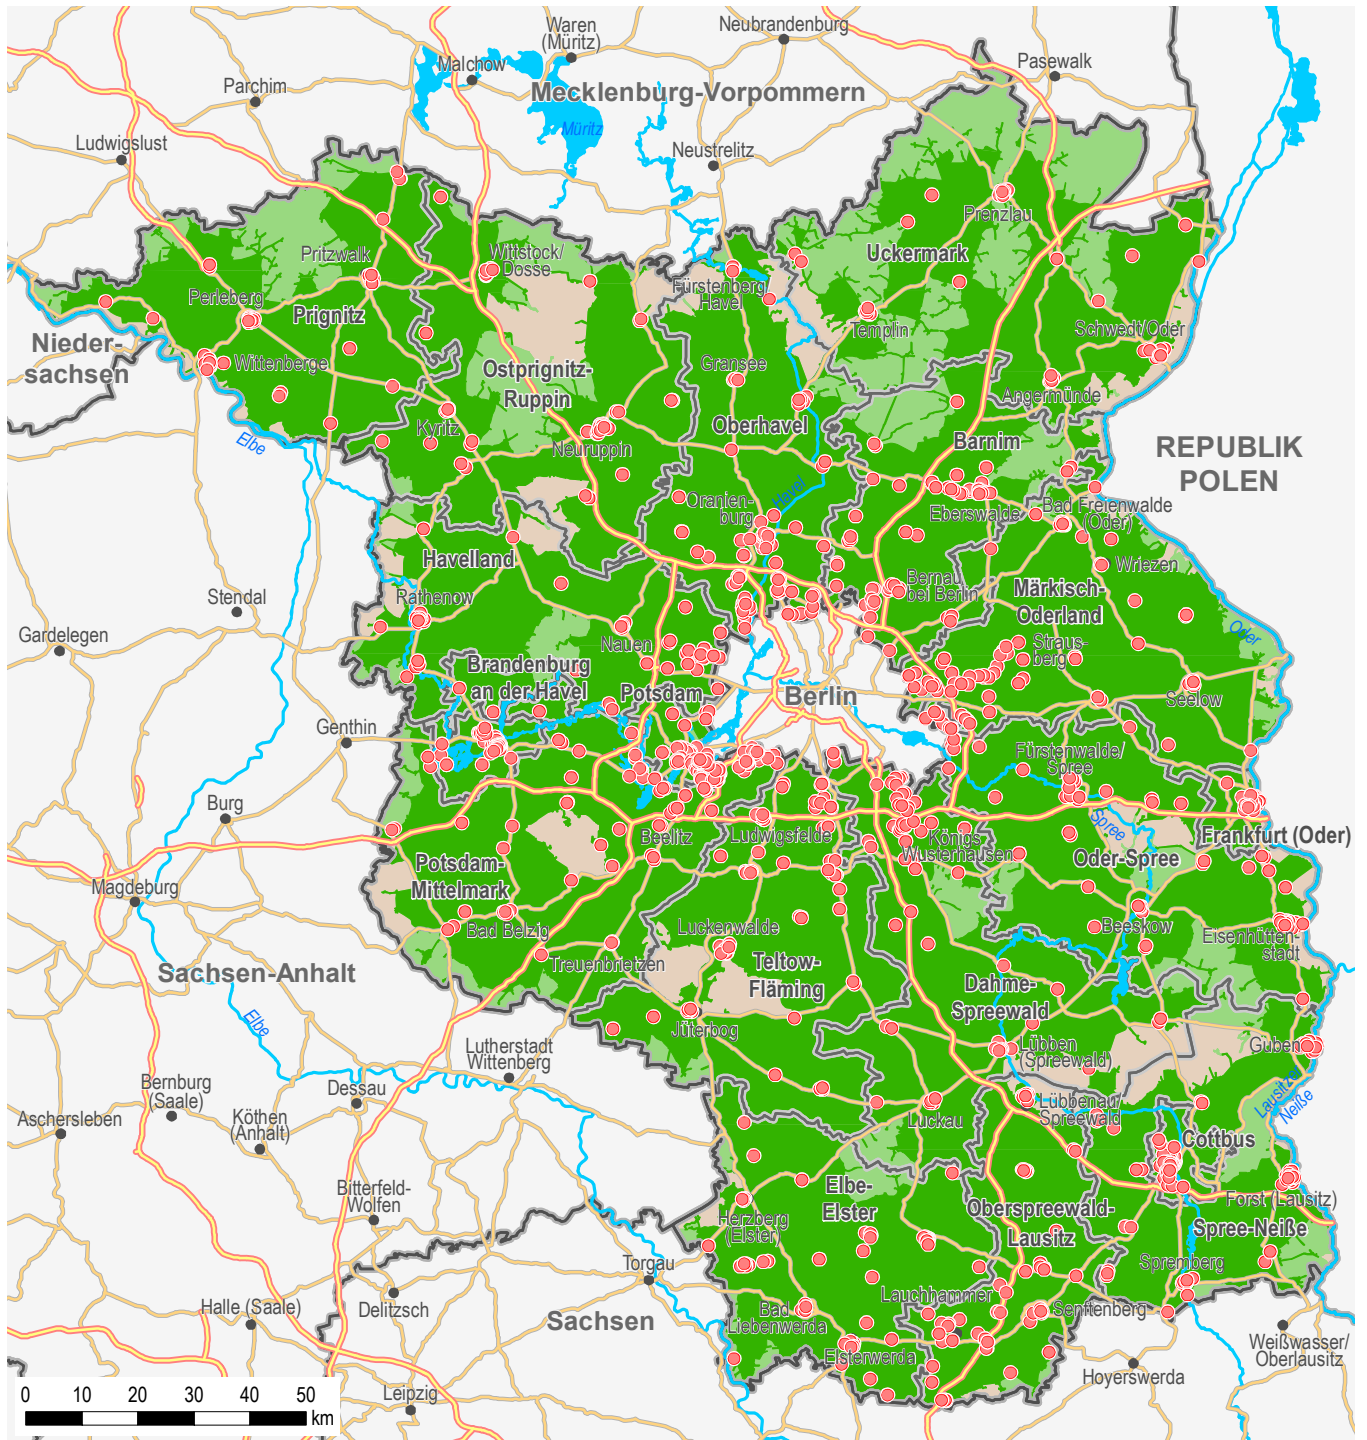 Waren
(Müritz)
Neubrandenburg
Malchow
Pasewalk
Parchim
Mecklenburg-Vorpommern
Müritz
Ludwigslust
Neustrelitz
Prenzlau
Pritzwalk
Wittstock/
Dosse
Uckermark
Fürstenberg/
Havel
Perleberg
Prignitz
Templin
Schwedt/Oder
Nieder-
sachsen
Wittenberge
Ostprignitz-
Ruppin
Gransee
Angermünde
Kyritz
Oberhavel
Barnim
Elbe
Neuruppin
REPUBLIK
POLEN
Oranien-
burg
Havel
Eberswalde
Bad Freienwalde
(Oder)
Havelland
Wriezen
Bernau
bei Berlin
Märkisch-
Oderland
Stendal
Rathenow
Gardelegen
Nauen
Oder
Straus-
berg
Brandenburg
an der Havel
Potsdam
Berlin
Seelow
Genthin
Fürstenwalde/
Spree
Burg
Spree
Beelitz
Ludwigsfelde
Königs
Wusterhausen
Frankfurt (Oder)
Oder-Spree
Potsdam-
Mittelmark
Magdeburg
Bad Belzig
Luckenwalde
Beeskow
Eisenhütten-
stadt
Sachsen-Anhalt
Treuenbrietzen
Teltow-
Fläming
Dahme-
Spreewald
Elbe
Jüterbog
Lübben
(Spreewald)
Guben
Lutherstadt
Wittenberg
Bernburg
(Saale)
Dessau
Lausitzer
Neiße
Aschersleben
Köthen
(Anhalt)
Luckau
Lübbenau/
Spreewald
Cottbus
Bitterfeld-
Wolfen
Elbe-
Elster
Forst (Lausitz)
Herzberg
(Elster)
Oberspreewald-
Lausitz
Spree-Neiße
Torgau
Spremberg
Delitzsch
Lauchhammer
Halle (Saale)
Sachsen
Bad
Liebenwerda
Senftenberg
Elsterwerda
Weißwasser/
Oberlausitz
Hoyerswerda
Leipzig
0 10 20 30 40 50
km